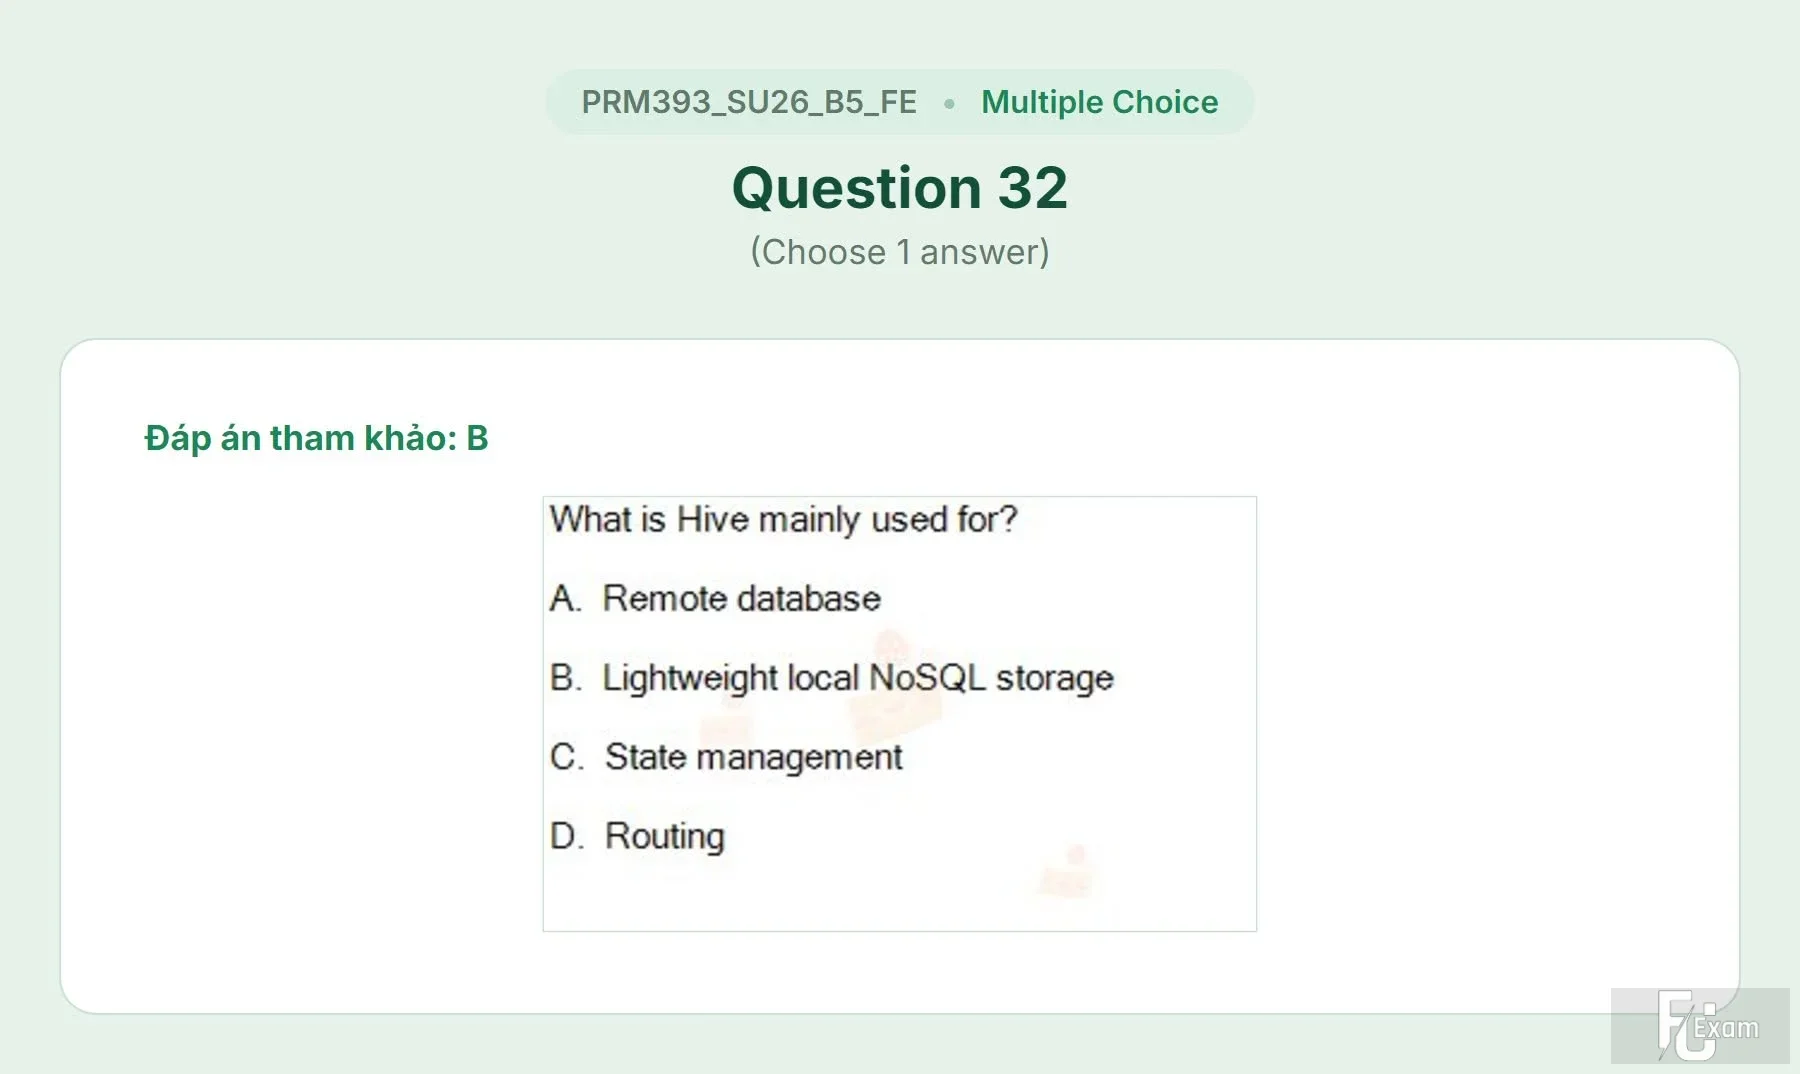 PRM393_SU26_B5_FE • Multiple Choice
Question 32
(Choose 1 answer)
Đáp án tham khảo: B
What is Hive mainly used for?
A. Remote database
B. Lightweight local NoSQL storage
C. State management
D. Routing
FU Exam